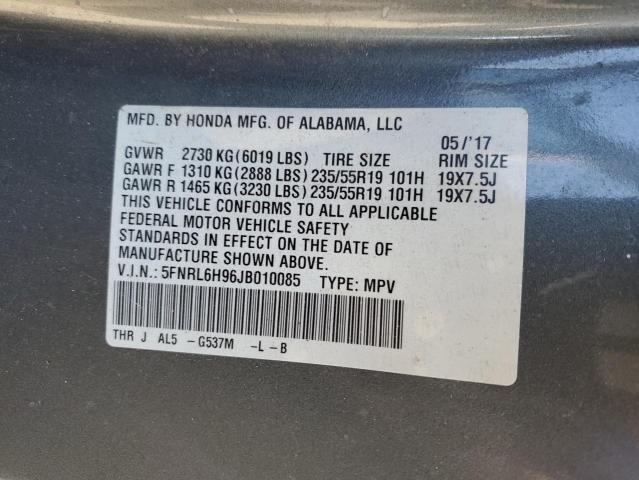 MFD. BY HONDA MFG. OF ALABAMA, LLC
05/'17
GVWR 2730 KG (6019 LBS) TIRE SIZE RIM SIZE
GAWR F 1310 KG (2888 LBS) 235/55R19 101H 19X7.5J
GAWR R 1465 KG (3230 LBS) 235/55R19 101H 19X7.5J
THIS VEHICLE CONFORMS TO ALL APPLICABLE
FEDERAL MOTOR VEHICLE SAFETY
STANDARDS IN EFFECT ON THE DATE OF
MANUFACTURE SHOWN ABOVE.
V.I.N.: 5FNRL6H96JB010085 TYPE: MPV
THR J AL5 -G537M -L-B